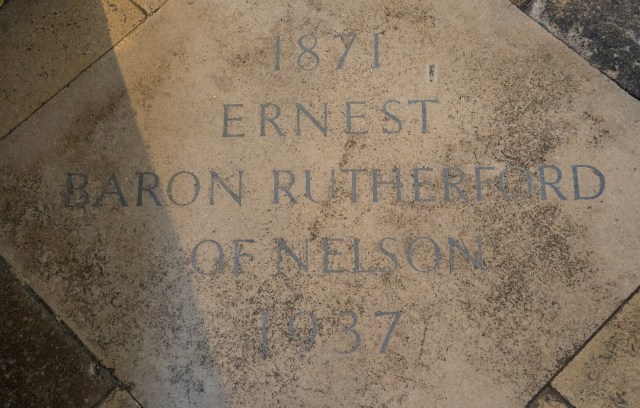 1871
ERNEST
BARON RUTHERFORD
OF NELSON
1937